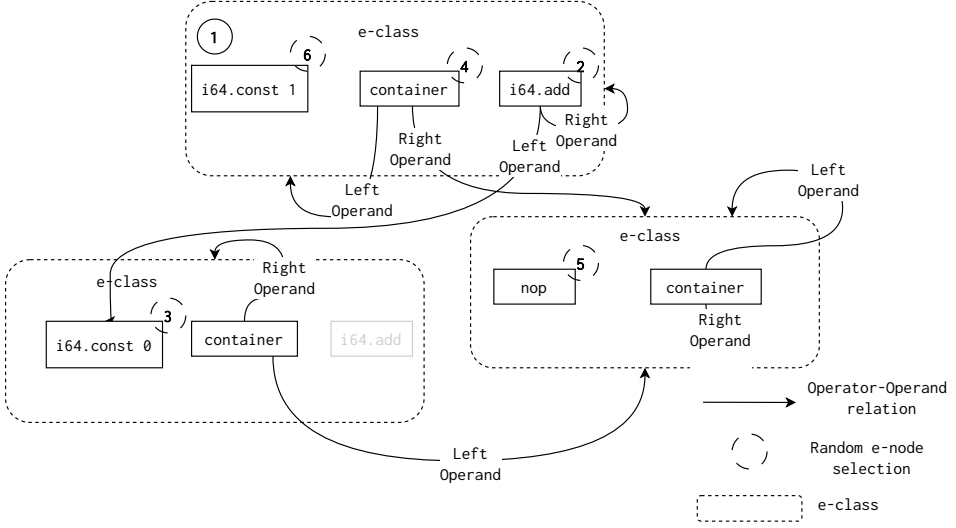 1
e-class
6
4
2
i64.const 1
container
i64.add
Right
Operand
Right
Operand
Left
Operand
Left
Operand
Left
Operand
e-class
5
nop
container
Right
Operand
e-class
Right
Operand
3
i64.const 0
container
i64.add
Left
Operand
Operator-Operand
relation
Random e-node
selection
e-class